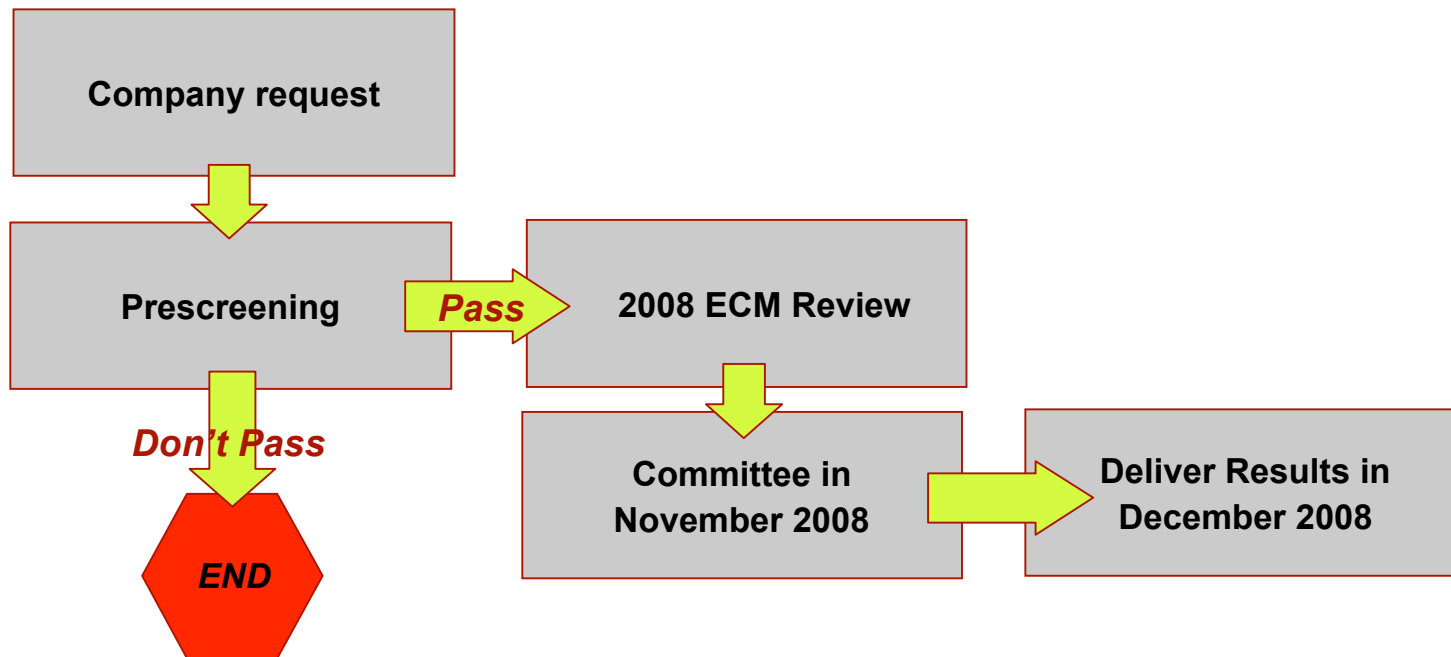 Company request
Prescreening
Pass
2008 ECM Review
Don't Pass
Committee in
November 2008
Deliver Results in
December 2008
END